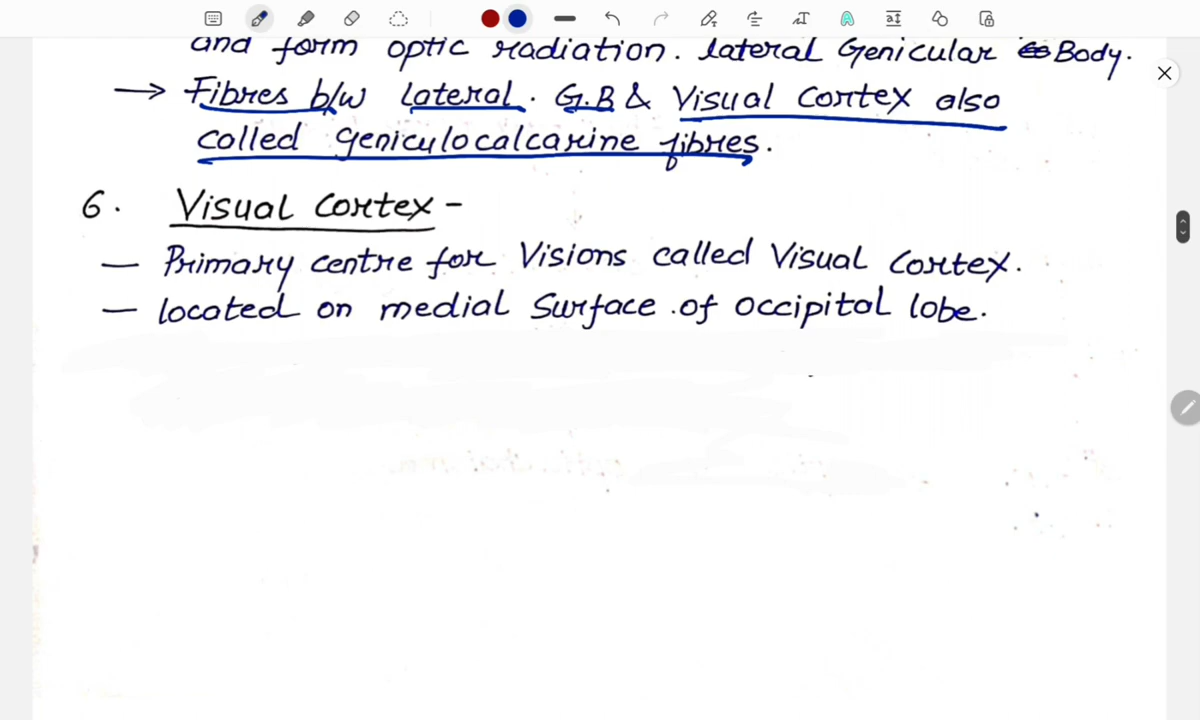 and form optic radiation. lateral Genicular Body.
→ Fibres b/w Lateral. G.B & Visual Cortex also
called geniculocalcarine fibres.
6. Visual Cortex -
— Primary centre for Visions called Visual Cortex.
— located on medial Surface of occipital lobe.